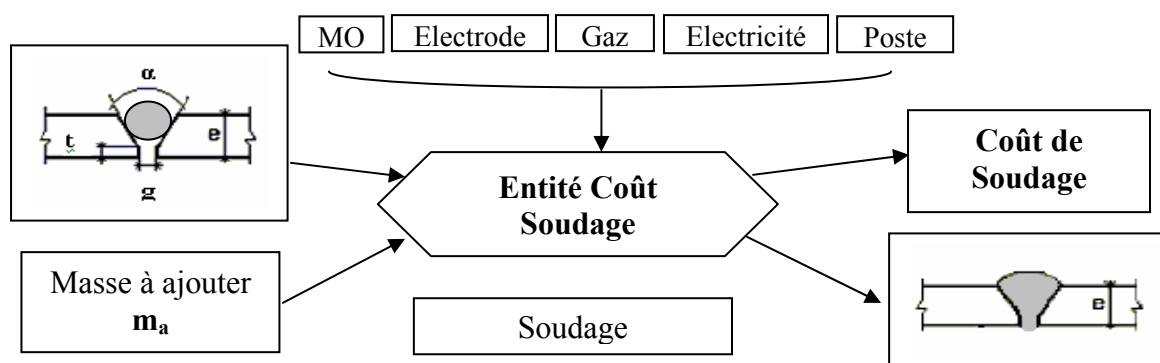 MO Electrode Gaz Electricité Poste
α
e
t
g
Entité Coût
Soudage
Coût de
Soudage
Masse à ajouter
mₐ
Soudage
e